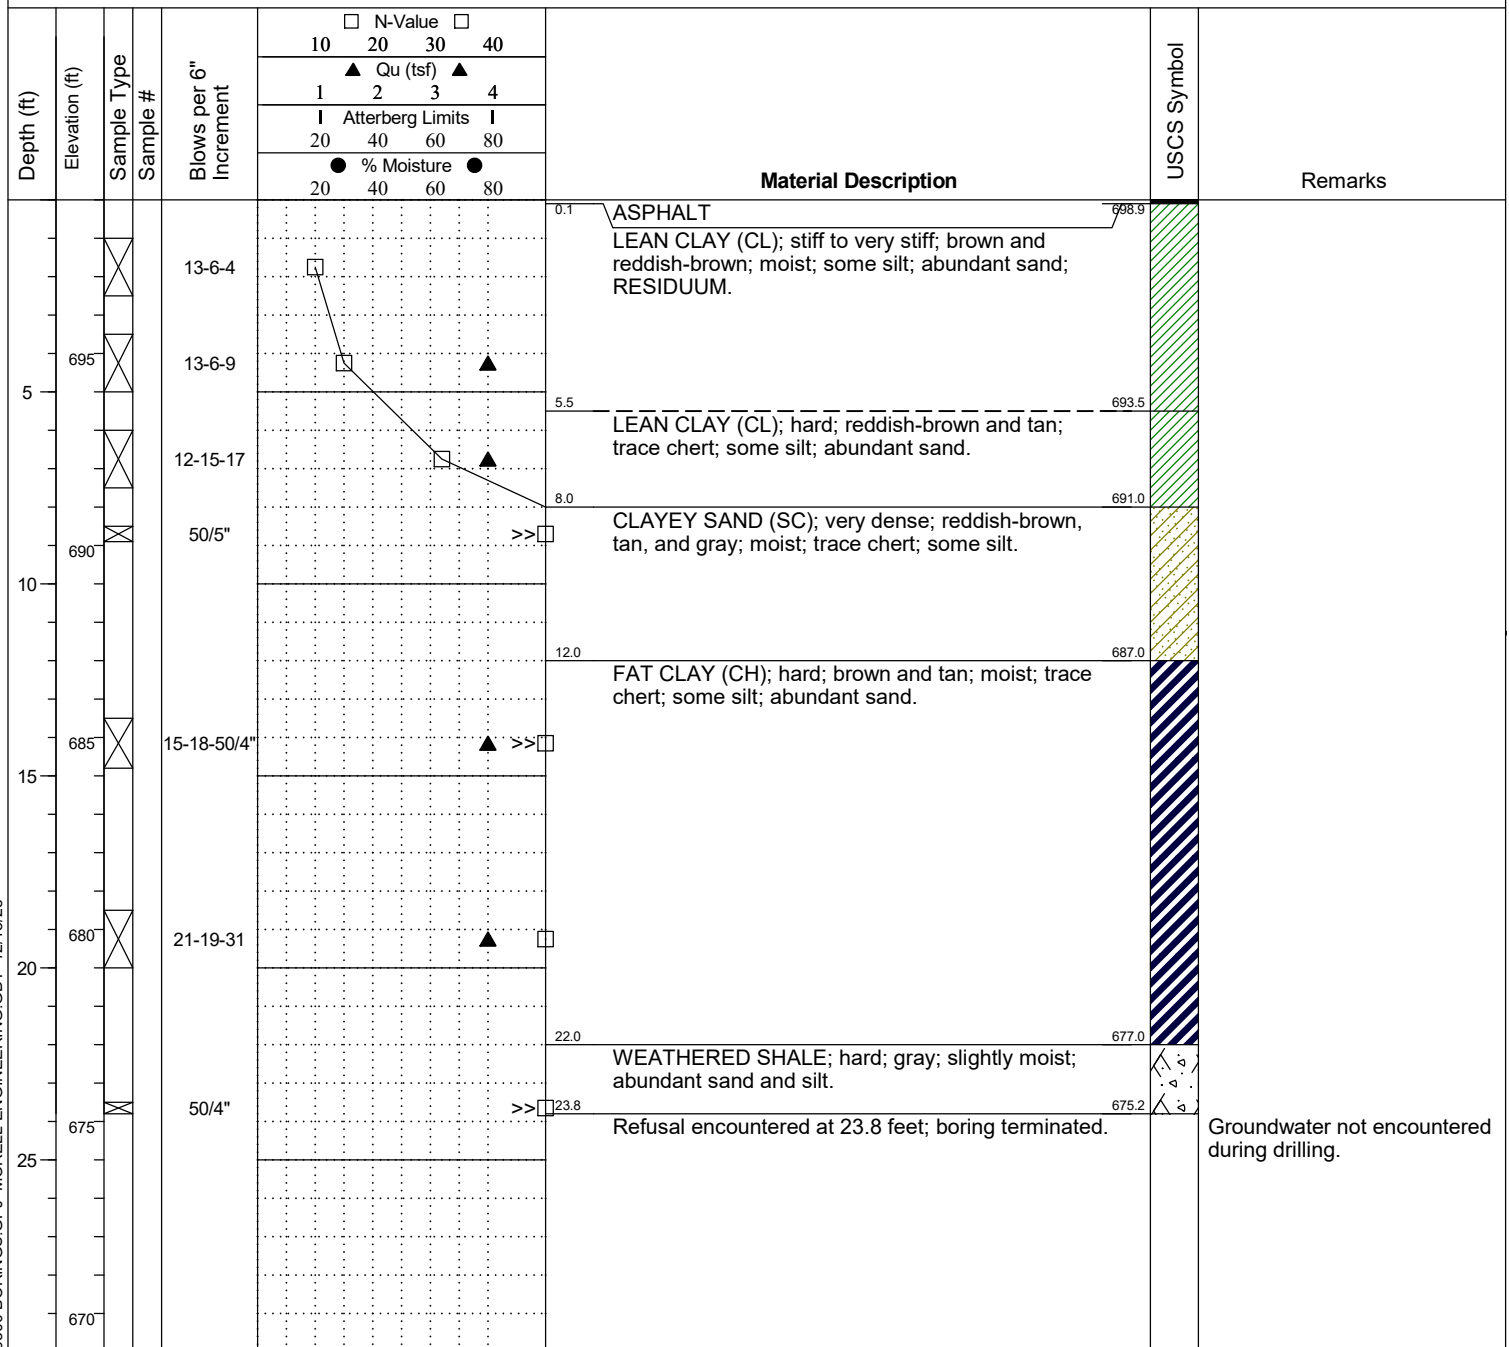 Depth (ft)
Elevation (ft)
Sample Type
Sample #
Blows per 6"
Increment
N-Value
10 20 30 40
Qu (tsf)
1 2 3 4
Atterberg Limits
20 40 60 80
% Moisture
20 40 60 80
Material Description
USCS Symbol
Remarks
0.1 ASPHALT 698.9
LEAN CLAY (CL); stiff to very stiff; brown and
reddish-brown; moist; some silt; abundant sand;
RESIDUUM.
13-6-4
695 13-6-9
5
5.5 693.5
LEAN CLAY (CL); hard; reddish-brown and tan;
trace chert; some silt; abundant sand.
12-15-17
8.0 691.0
CLAYEY SAND (SC); very dense; reddish-brown,
tan, and gray; moist; trace chert; some silt.
50/5" >>
690
10
12.0 687.0
FAT CLAY (CH); hard; brown and tan; moist; trace
chert; some silt; abundant sand.
685 15-18-50/4" >>
15
680 21-19-31
20
22.0 677.0
WEATHERED SHALE; hard; gray; slightly moist;
abundant sand and silt.
50/4" >> 23.8 675.2
675 Refusal encountered at 23.8 feet; boring terminated.
Groundwater not encountered
during drilling.
25
670